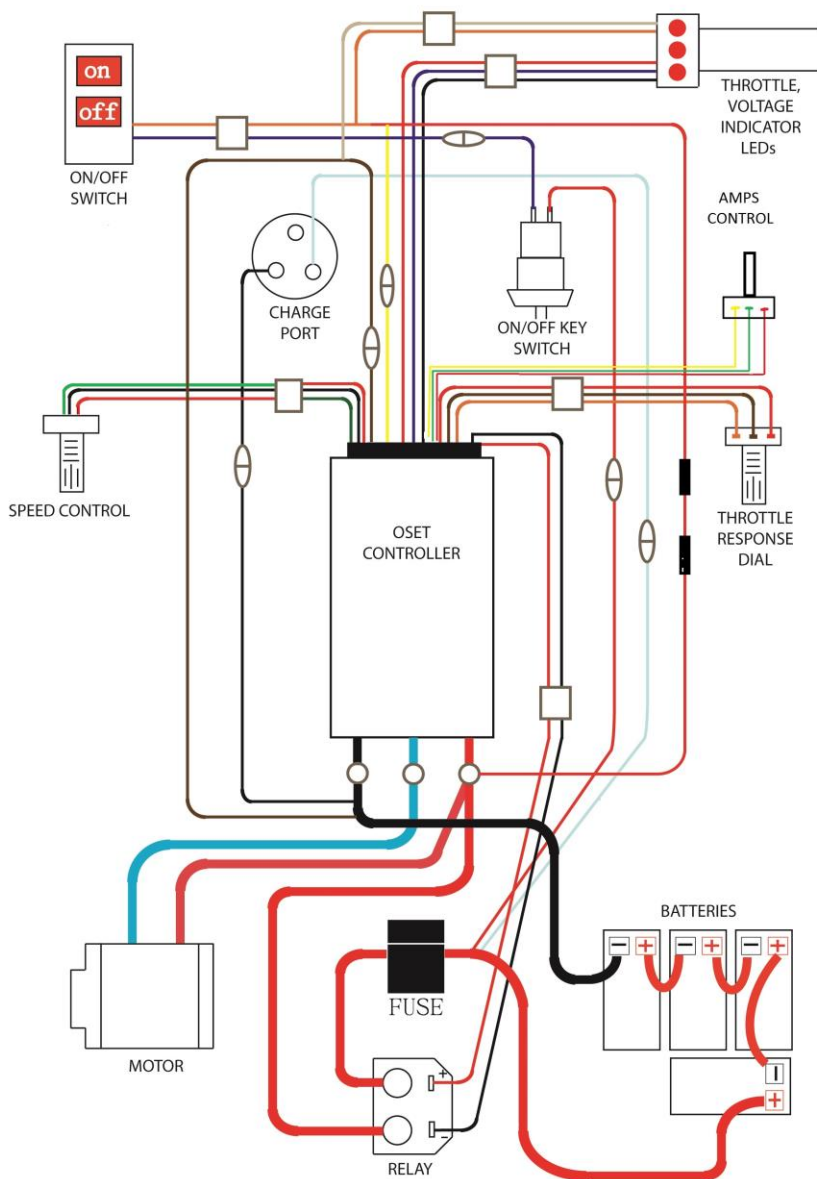 on
off
ON/OFF
SWITCH
THROTTLE,
VOLTAGE
INDICATOR
LEDs
AMPS
CONTROL
CHARGE
PORT
ON/OFF KEY
SWITCH
SPEED CONTROL
OSET
CONTROLLER
THROTTLE
RESPONSE
DIAL
BATTERIES
− + − + − +
−
+
FUSE
MOTOR
+
−
RELAY